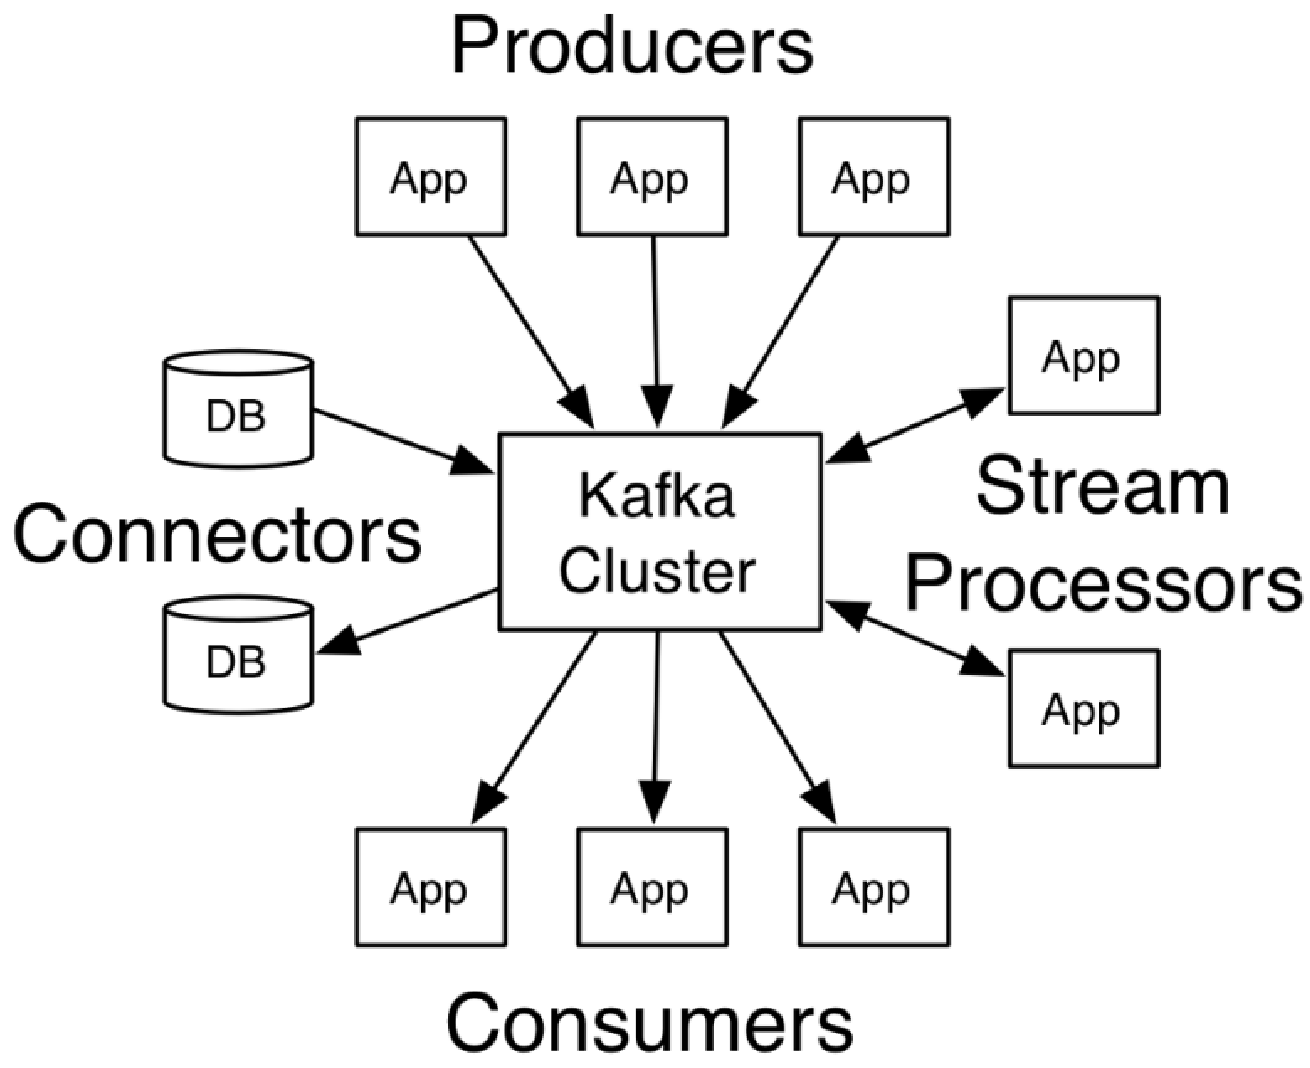 Producers
App
App
App
App
DB
Kafka
Cluster
Stream
Processors
Connectors
DB
App
App
App
App
Consumers